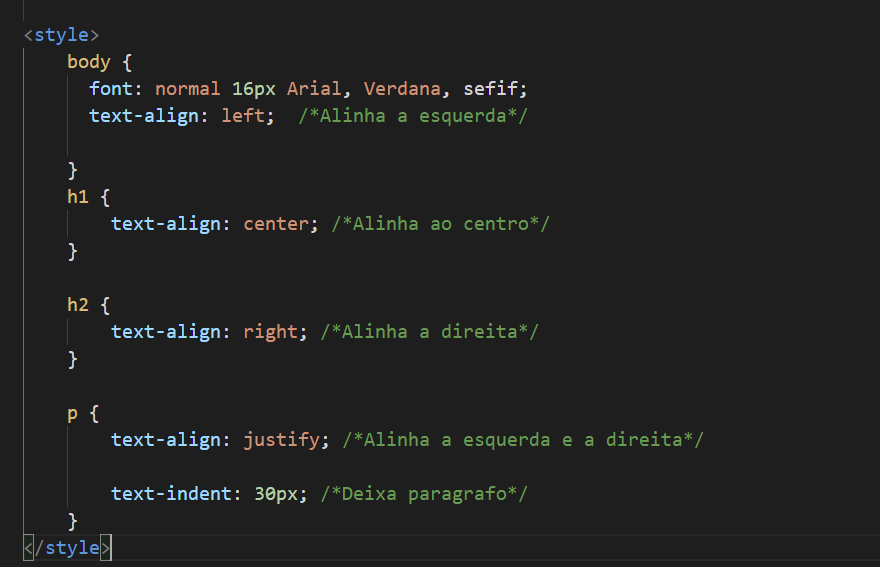 <style>
body {
font: normal 16px Arial, Verdana, sefif;
text-align: left;  /*Alinha a esquerda*/
}
h1 {
text-align: center; /*Alinha ao centro*/
}
h2 {
text-align: right; /*Alinha a direita*/
}
p {
text-align: justify; /*Alinha a esquerda e a direita*/
text-indent: 30px; /*Deixa paragrafo*/
}
</style>